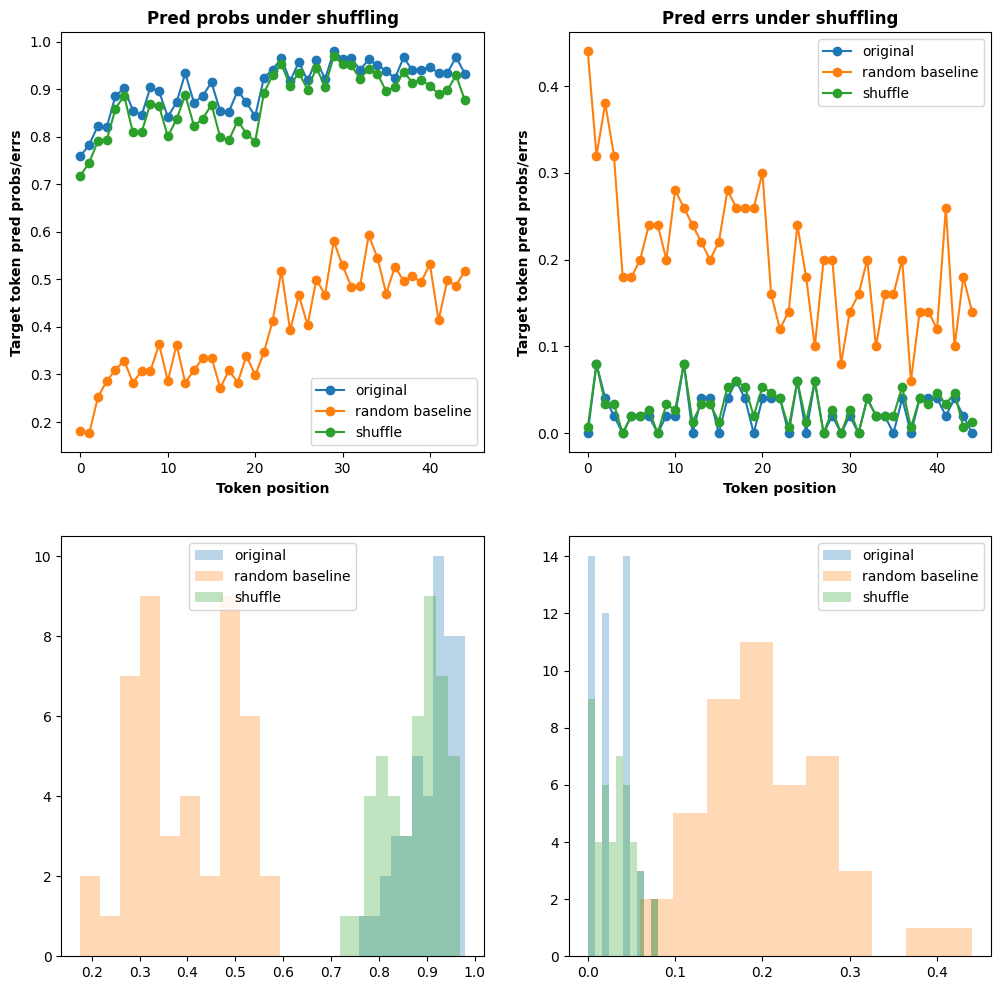 Pred probs under shuffling
Target token pred probs/errs
1.0
0.9
0.8
0.7
0.6
0.5
0.4
0.3
0.2
original
random baseline
shuffle
0 10 20 30 40
Token position
Pred errs under shuffling
Target token pred probs/errs
0.4
0.3
0.2
0.1
0.0
original
random baseline
shuffle
0 10 20 30 40
Token position
10
8
6
4
2
0
original
random baseline
shuffle
0.2 0.3 0.4 0.5 0.6 0.7 0.8 0.9 1.0
14
12
10
8
6
4
2
0
original
random baseline
shuffle
0.0 0.1 0.2 0.3 0.4